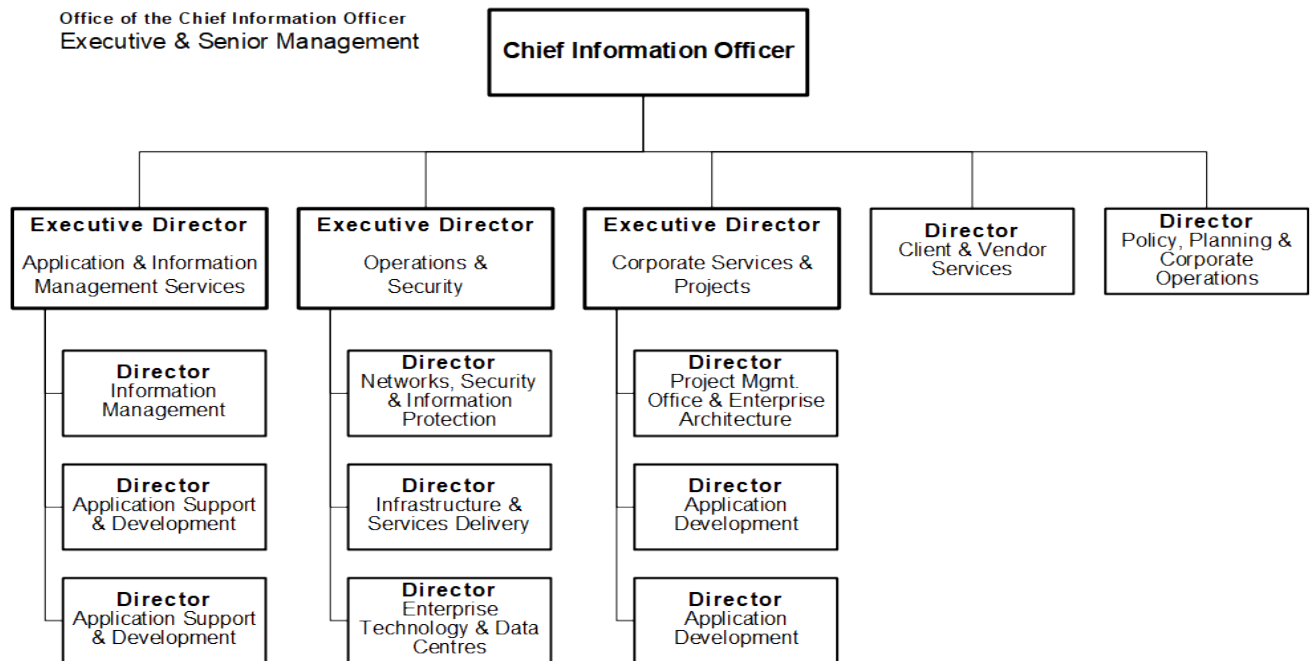 Office of the Chief Information Officer
Executive & Senior Management
Chief Information Officer
Executive Director
Application & Information
Management Services
Executive Director
Operations &
Security
Executive Director
Corporate Services &
Projects
Director
Client & Vendor
Services
Director
Policy, Planning &
Corporate
Operations
Director
Information
Management
Director
Networks, Security
& Information
Protection
Director
Project Mgmt.
Office & Enterprise
Architecture
Director
Application Support
& Development
Director
Infrastructure &
Services Delivery
Director
Application
Development
Director
Application Support
& Development
Director
Enterprise
Technology & Data
Centres
Director
Application
Development